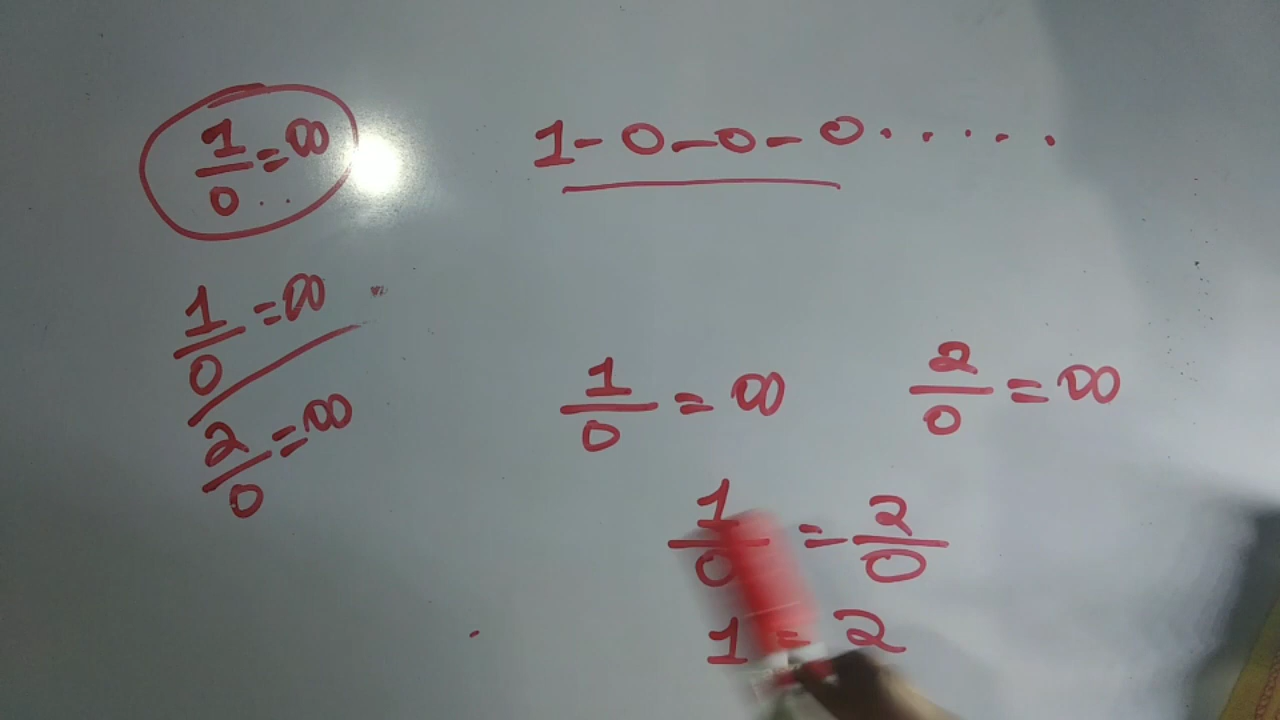 1/0 = ∞
1-0-0-0.....
1/0 = ∞
2/0 = ∞
1/0 = ∞
2/0 = ∞
1/0 = 2/0
1 = 2